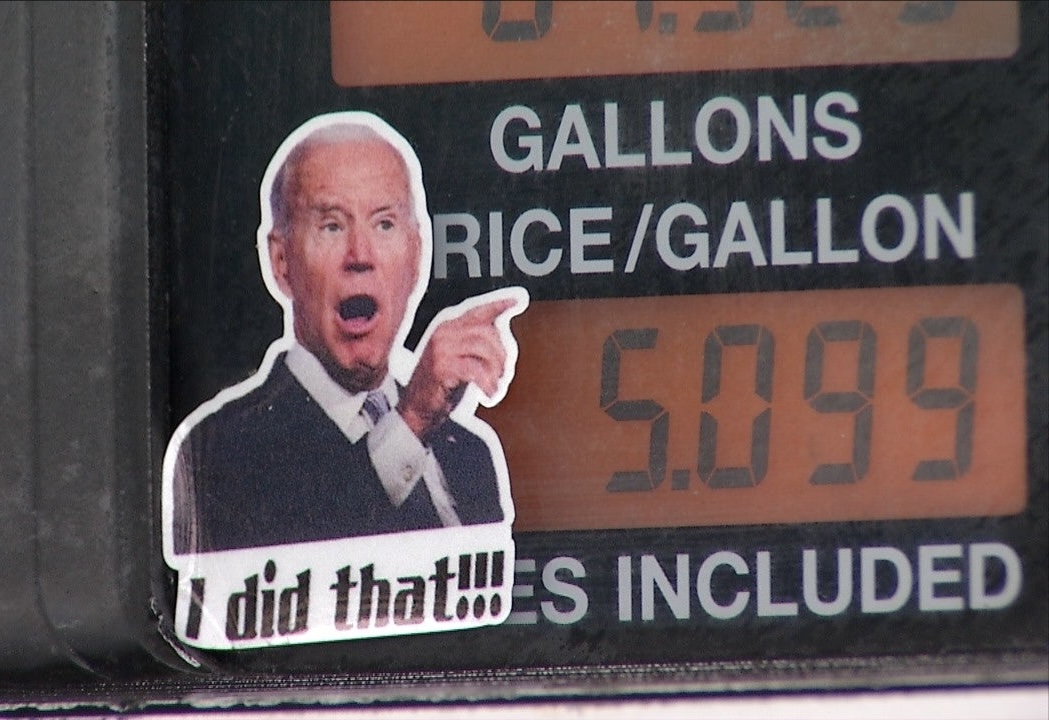 GALLONS
RICE/GALLON
5.099
ES INCLUDED
I did that!!!